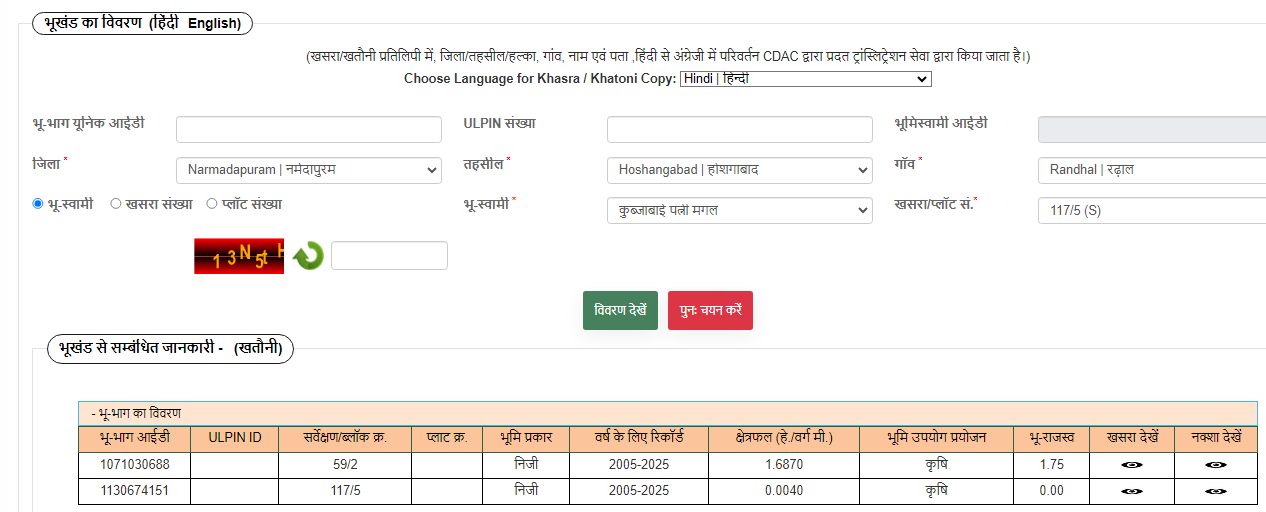 भूखंड का विवरण (हिंदी English)
(खसरा/खतौनी प्रतिलिपी में, जिला/तहसील/हल्का, गांव, नाम एवं पता ,हिंदी से अंग्रेजी में परिवर्तन CDAC द्वारा प्रदत ट्रांस्लिट्रेशन सेवा द्वारा किया जाता है।)
Choose Language for Khasra / Khatoni Copy: Hindi | हिन्दी
भू-भाग यूनिक आईडी ULPIN संख्या भूमिस्वामी आईडी
जिला * Narmadapuram | नर्मदापुरम तहसील * Hoshangabad | होशंगाबाद गाँव * Randhal | रढ़ाल
भू-स्वामी खसरा संख्या प्लॉट संख्या भू-स्वामी * कुब्जाबाई पत्नी मंगल खसरा/प्लॉट सं.* 117/5 (S)
1 3 N 5 t H
विवरण देखें पुनः चयन करें
भूखंड से सम्बंधित जानकारी - (खतौनी)
- भू-भाग का विवरण
भू-भाग आईडी ULPIN ID सर्वेक्षण/ब्लॉक क्र. प्लाट क्र. भूमि प्रकार वर्ष के लिए रिकॉर्ड क्षेत्रफल (हे./वर्ग मी.) भूमि उपयोग प्रयोजन भू-राजस्व खसरा देखें नक्शा देखें
1071030688 59/2 निजी 2005-2025 1.6870 कृषि 1.75
1130674151 117/5 निजी 2005-2025 0.0040 कृषि 0.00